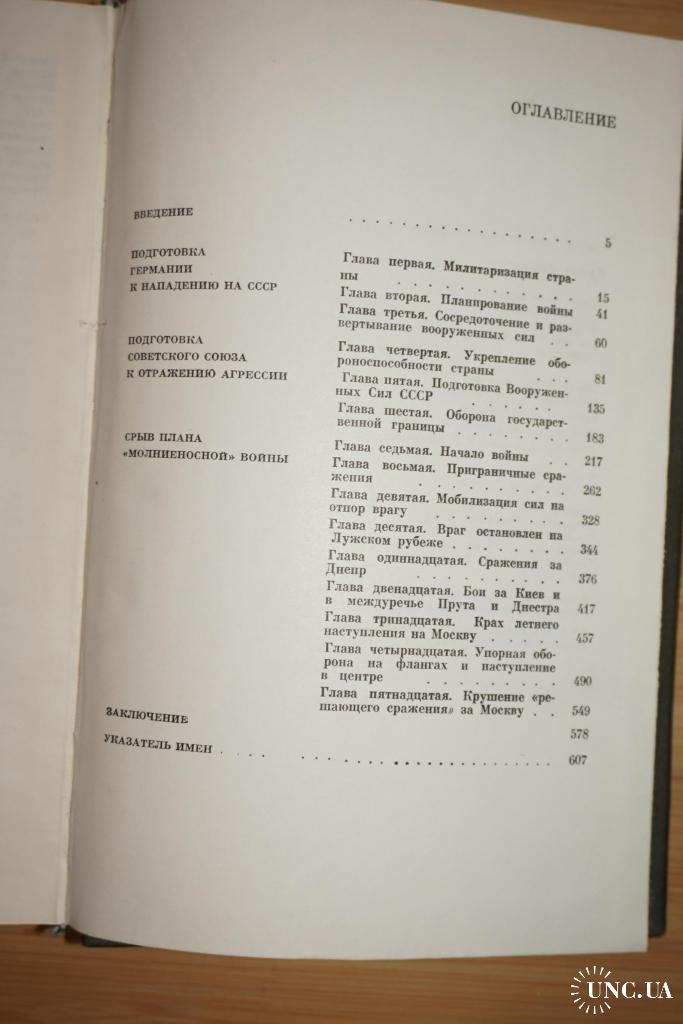 ОГЛАВЛЕНИЕ
ВВЕДЕНИЕ . . . . . . . . . . . . . . . . . 5
ПОДГОТОВКА
ГЕРМАНИИ
К НАПАДЕНИЮ НА СССР
Глава первая. Милитаризация стра-
ны . . . . . . . . . . . . 15
Глава вторая. Планирование войны 41
Глава третья. Сосредоточение и раз-
вертывание вооруженных сил . . 60
ПОДГОТОВКА
СОВЕТСКОГО СОЮЗА
К ОТРАЖЕНИЮ АГРЕССИИ
Глава четвертая. Укрепление обо-
роноспособности страны . . . 81
Глава пятая. Подготовка Вооружен-
ных Сил СССР . . . . . . 135
Глава шестая. Оборона государст-
венной границы . . . . . . . . 183
СРЫВ ПЛАНА
«МОЛНИЕНОСНОЙ» ВОЙНЫ
Глава седьмая. Начало войны . . 217
Глава восьмая. Приграничные сра-
жения . . . . . . . . . . 262
Глава девятая. Мобилизация сил на
отпор врагу . . . . . . . . . 328
Глава десятая. Враг остановлен на
Лужском рубеже . . . . . . . . 344
Глава одиннадцатая. Сражения за
Днепр . . . . . . . . . . 376
Глава двенадцатая. Бои за Киев и
в междуречье Прута и Днестра 417
Глава тринадцатая. Крах летнего
наступления на Москву . . . . . 457
Глава четырнадцатая. Упорная обо-
рона на флангах и наступление
в центре . . . . . . . . . 490
Глава пятнадцатая. Крушение «ре-
шающего сражения» за Москву . . 549
ЗАКЛЮЧЕНИЕ 578
УКАЗАТЕЛЬ ИМЕН . . . . . . . . . . . . . . . . . . . 607
UNC.UA